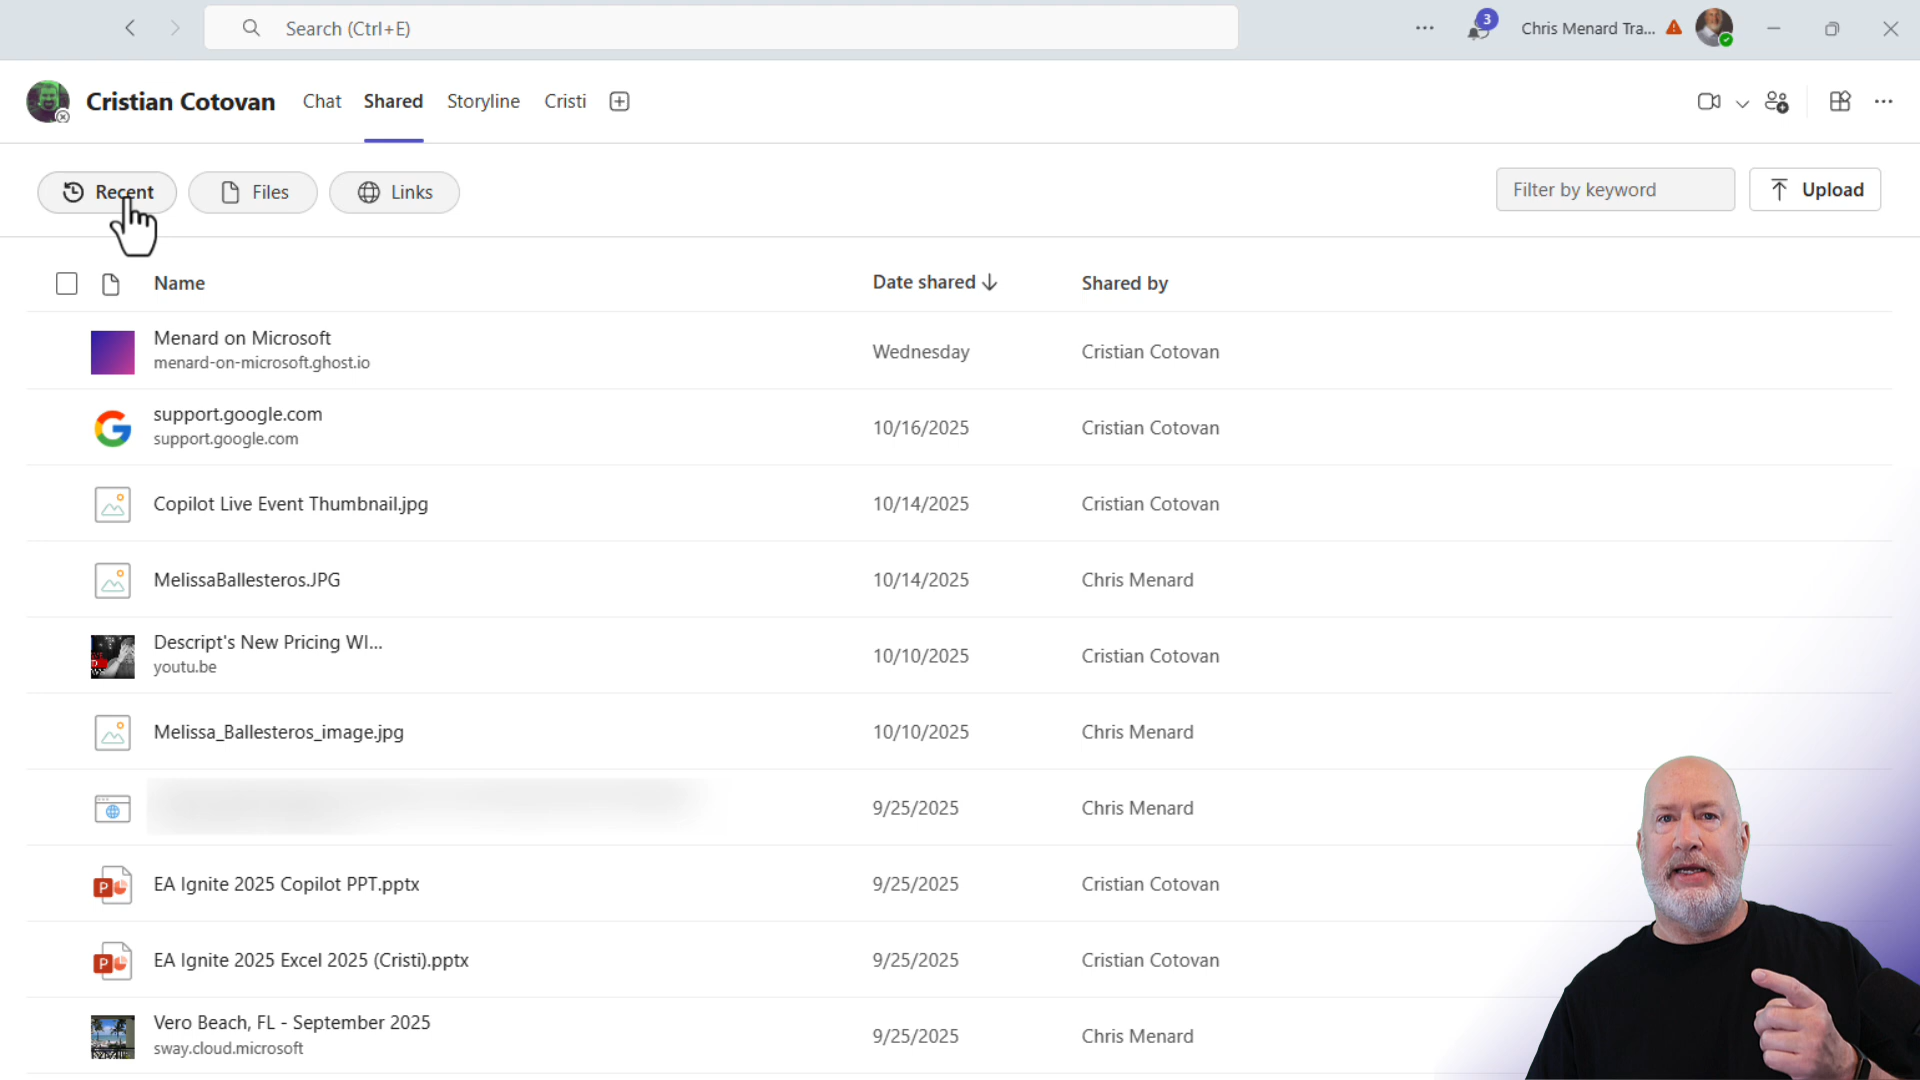 Search (Ctrl+E)
3
Chris Menard Tra...
Cristian Cotovan
Chat
Shared
Storyline
Cristi
Recent
Files
Links
Filter by keyword
Upload
Name
Date shared
Shared by
Menard on Microsoft
menard-on-microsoft.ghost.io
Wednesday
Cristian Cotovan
support.google.com
support.google.com
10/16/2025
Cristian Cotovan
Copilot Live Event Thumbnail.jpg
10/14/2025
Cristian Cotovan
MelissaBallesteros.JPG
10/14/2025
Chris Menard
Descript's New Pricing WI...
youtu.be
10/10/2025
Cristian Cotovan
Melissa_Ballesteros_image.jpg
10/10/2025
Chris Menard
9/25/2025
Chris Menard
EA Ignite 2025 Copilot PPT.pptx
9/25/2025
Cristian Cotovan
EA Ignite 2025 Excel 2025 (Cristi).pptx
9/25/2025
Cristian Cotovan
Vero Beach, FL - September 2025
sway.cloud.microsoft
9/25/2025
Chris Menard